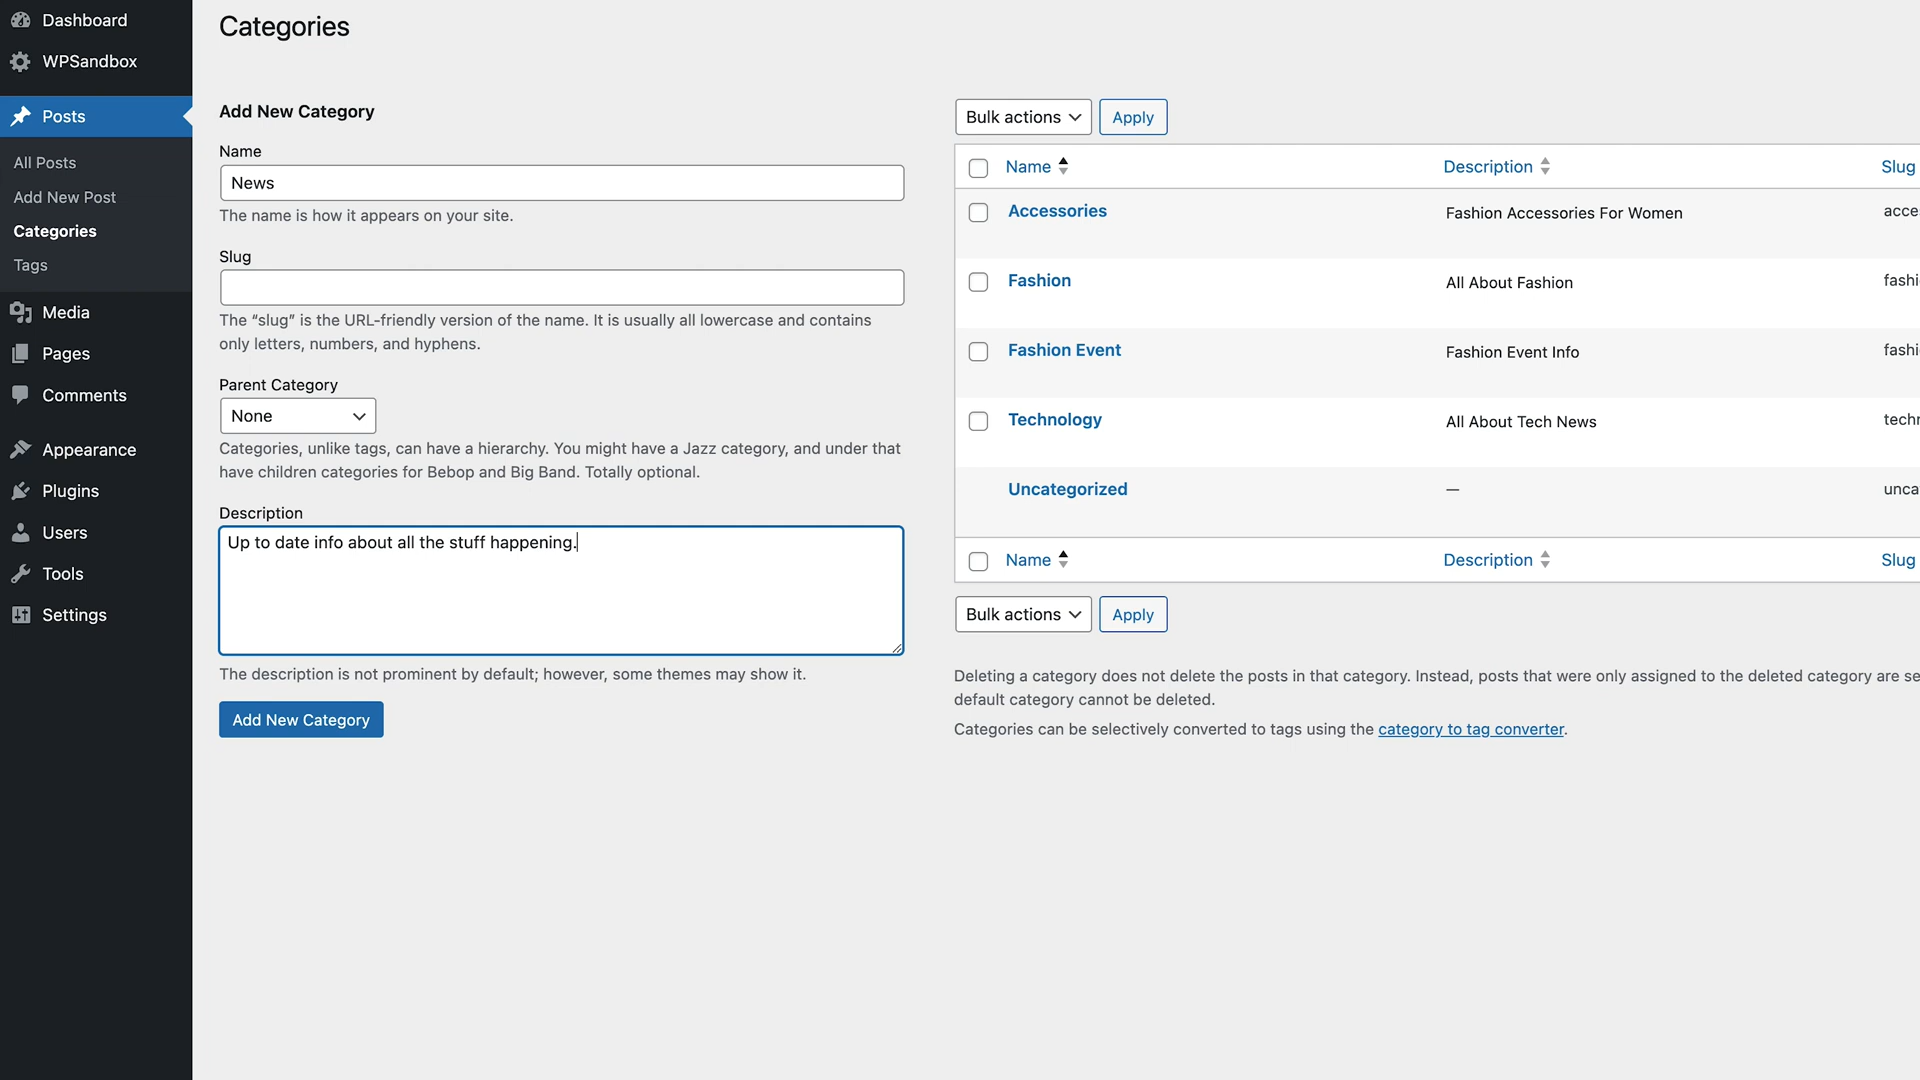 Dashboard
WPSandbox
Posts
All Posts
Add New Post
Categories
Tags
Media
Pages
Comments
Appearance
Plugins
Users
Tools
Settings
Categories
Add New Category
Name
News
The name is how it appears on your site.
Slug
The “slug” is the URL-friendly version of the name. It is usually all lowercase and contains
only letters, numbers, and hyphens.
Parent Category
None
Categories, unlike tags, can have a hierarchy. You might have a Jazz category, and under that
have children categories for Bebop and Big Band. Totally optional.
Description
Up to date info about all the stuff happening.
The description is not prominent by default; however, some themes may show it.
Add New Category
Bulk actions Apply
Name Description Slug
Accessories Fashion Accessories For Women acce
Fashion All About Fashion fashi
Fashion Event Fashion Event Info fashi
Technology All About Tech News tech
Uncategorized — unca
Name Description Slug
Bulk actions Apply
Deleting a category does not delete the posts in that category. Instead, posts that were only assigned to the deleted category are se
default category cannot be deleted.
Categories can be selectively converted to tags using the category to tag converter.